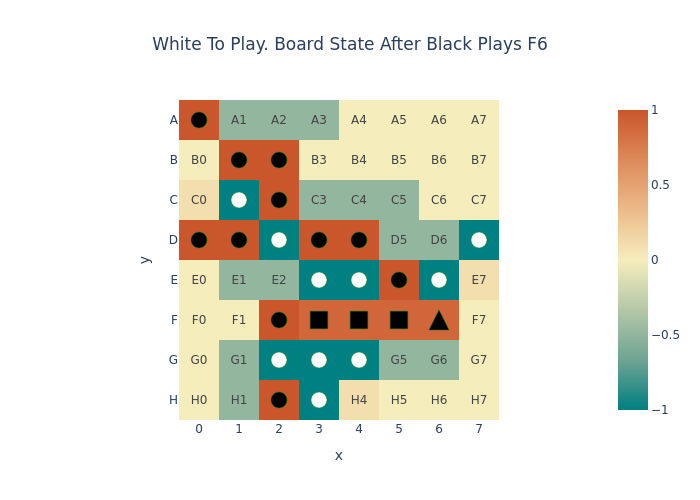 White To Play. Board State After Black Plays F6
A A1 A2 A3 A4 A5 A6 A7
B B0 B3 B4 B5 B6 B7
C C0 C3 C4 C5 C6 C7
D D5 D6
E E0 E1 E2 E7
F F0 F1 F7
G G0 G1 G5 G6 G7
H H0 H1 H4 H5 H6 H7
0 1 2 3 4 5 6 7
x
y
1
0.5
0
−0.5
−1